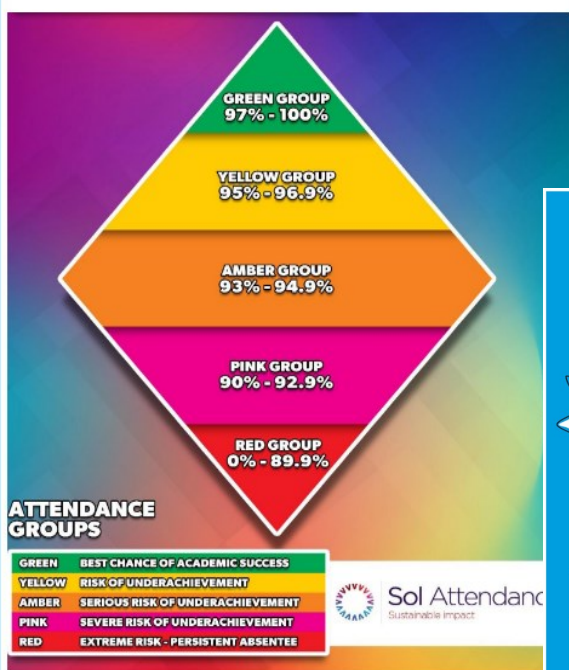 GREEN GROUP
97% - 100%
YELLOW GROUP
95% - 96.9%
AMBER GROUP
93% - 94.9%
PINK GROUP
90% - 92.9%
RED GROUP
0% - 89.9%
ATTENDANCE
GROUPS
GREEN BEST CHANCE OF ACADEMIC SUCCESS
YELLOW RISK OF UNDERACHIEVEMENT
AMBER SERIOUS RISK OF UNDERACHIEVEMENT
PINK SEVERE RISK OF UNDERACHIEVEMENT
RED EXTREME RISK - PERSISTENT ABSENTEE
Sol Attendanc
Sustainable impact